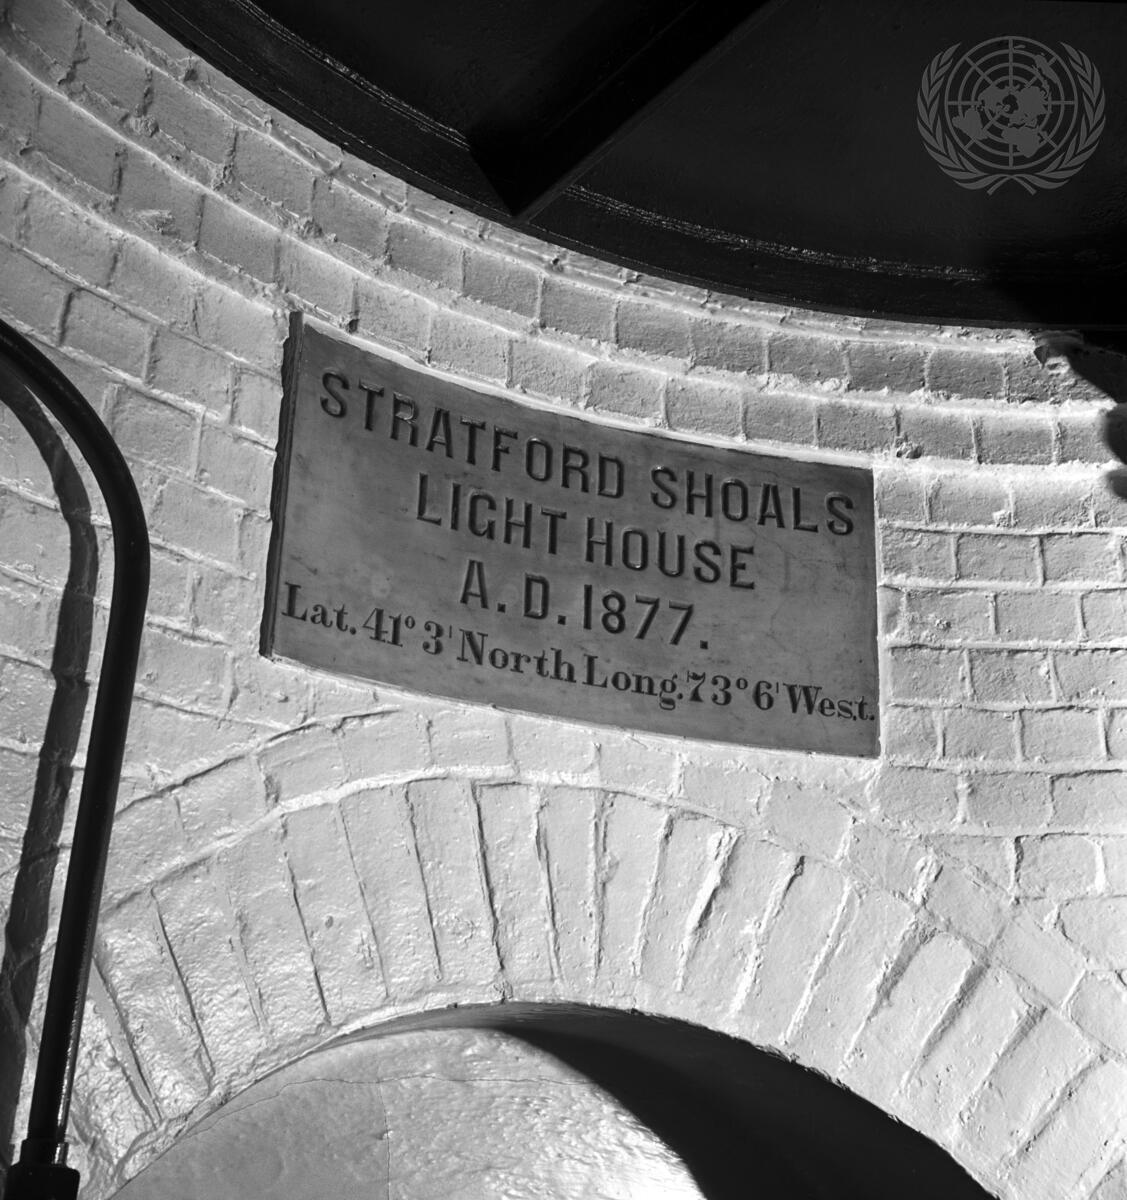 STRATFORD SHOALS
LIGHT HOUSE
A.D. 1877.
Lat. 41° 3' North Long. 73° 6' West.